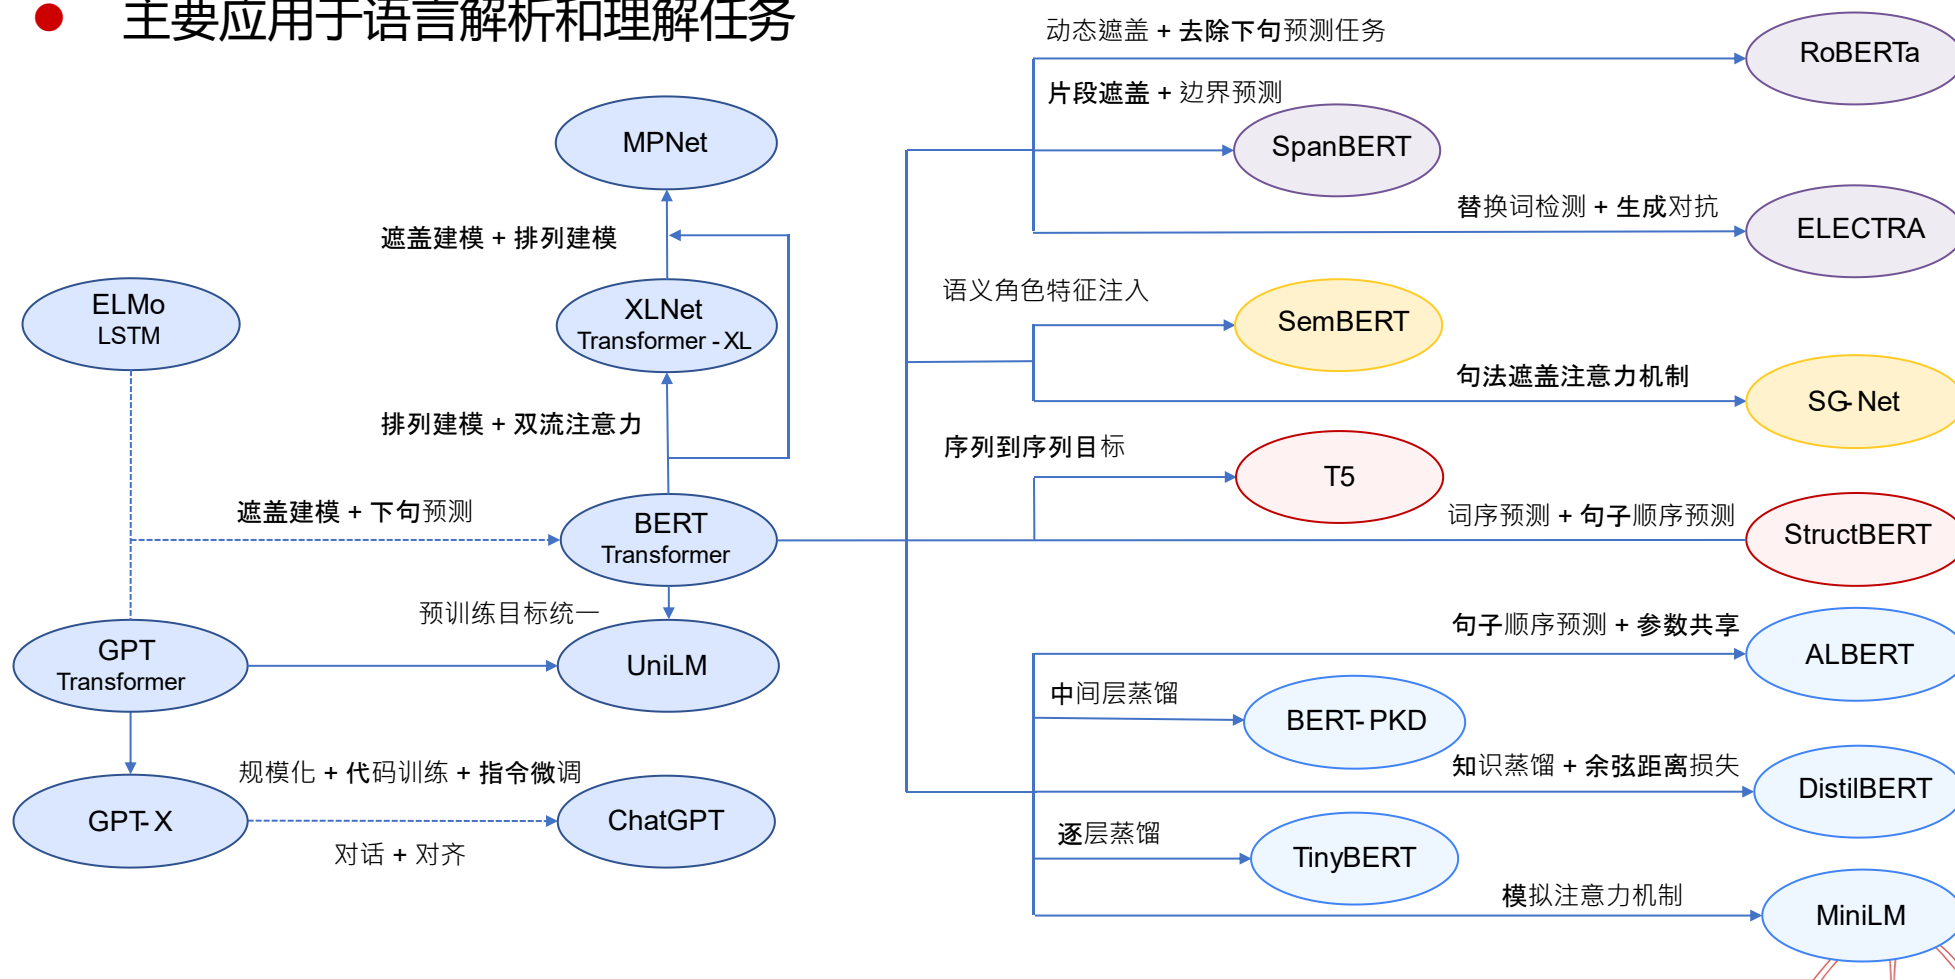 主要应用于语言解析和理解任务
动态遮盖 + 去除下句预测任务
RoBERTa
片段遮盖 + 边界预测
SpanBERT
替换词检测 + 生成对抗
ELECTRA
MPNet
遮盖建模 + 排列建模
ELMo
LSTM
XLNet
Transformer - XL
语义角色特征注入
SemBERT
句法遮盖注意力机制
SG-Net
排列建模 + 双流注意力
序列到序列目标
T5
遮盖建模 + 下句预测
BERT
Transformer
词序预测 + 句子顺序预测
StructBERT
预训练目标统一
GPT
Transformer
UniLM
句子顺序预测 + 参数共享
ALBERT
中间层蒸馏
BERT-PKD
规模化 + 代码训练 + 指令微调
GPT-X
ChatGPT
对话 + 对齐
知识蒸馏 + 余弦距离损失
DistilBERT
逐层蒸馏
TinyBERT
模拟注意力机制
MiniLM